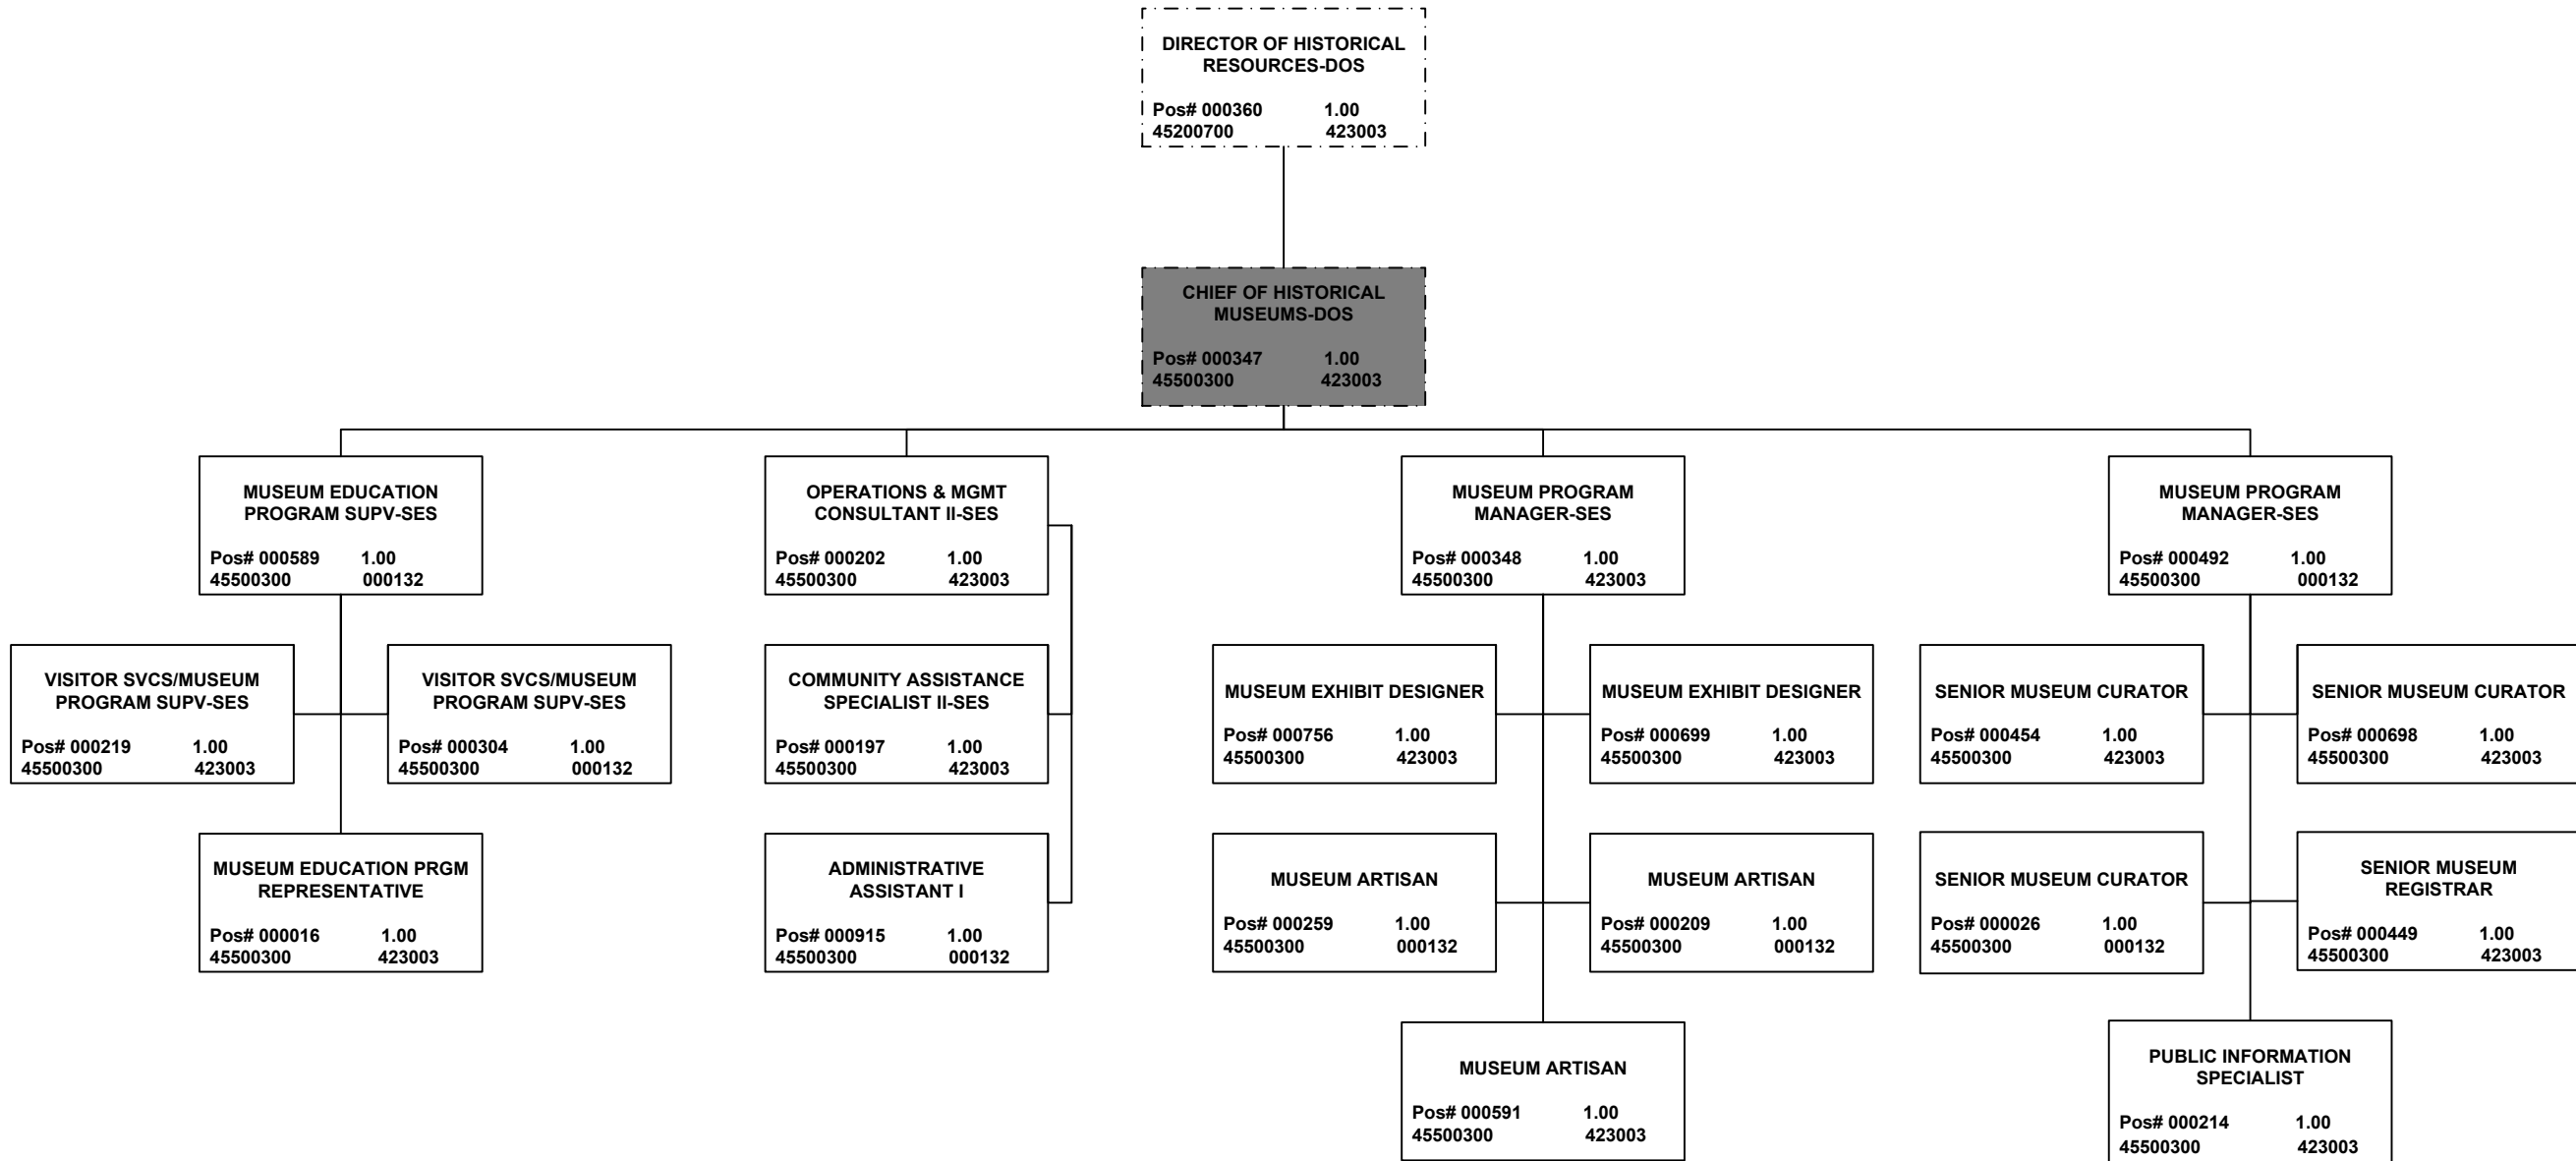 DIRECTOR OF HISTORICAL
RESOURCES-DOS
Pos# 000360 1.00
45200700 423003
CHIEF OF HISTORICAL
MUSEUMS-DOS
Pos# 000347 1.00
45500300 423003
MUSEUM EDUCATION
PROGRAM SUPV-SES
Pos# 000589 1.00
45500300 000132
OPERATIONS & MGMT
CONSULTANT II-SES
Pos# 000202 1.00
45500300 423003
MUSEUM PROGRAM
MANAGER-SES
Pos# 000348 1.00
45500300 423003
MUSEUM PROGRAM
MANAGER-SES
Pos# 000492 1.00
45500300 000132
VISITOR SVCS/MUSEUM
PROGRAM SUPV-SES
Pos# 000219 1.00
45500300 423003
VISITOR SVCS/MUSEUM
PROGRAM SUPV-SES
Pos# 000304 1.00
45500300 000132
COMMUNITY ASSISTANCE
SPECIALIST II-SES
Pos# 000197 1.00
45500300 423003
MUSEUM EXHIBIT DESIGNER
Pos# 000756 1.00
45500300 423003
MUSEUM EXHIBIT DESIGNER
Pos# 000699 1.00
45500300 423003
SENIOR MUSEUM CURATOR
Pos# 000454 1.00
45500300 423003
SENIOR MUSEUM CURATOR
Pos# 000698 1.00
45500300 423003
MUSEUM EDUCATION PRGM
REPRESENTATIVE
Pos# 000016 1.00
45500300 423003
ADMINISTRATIVE
ASSISTANT I
Pos# 000915 1.00
45500300 000132
MUSEUM ARTISAN
Pos# 000259 1.00
45500300 000132
MUSEUM ARTISAN
Pos# 000209 1.00
45500300 000132
SENIOR MUSEUM CURATOR
Pos# 000026 1.00
45500300 000132
SENIOR MUSEUM
REGISTRAR
Pos# 000449 1.00
45500300 423003
MUSEUM ARTISAN
Pos# 000591 1.00
45500300 423003
PUBLIC INFORMATION
SPECIALIST
Pos# 000214 1.00
45500300 423003